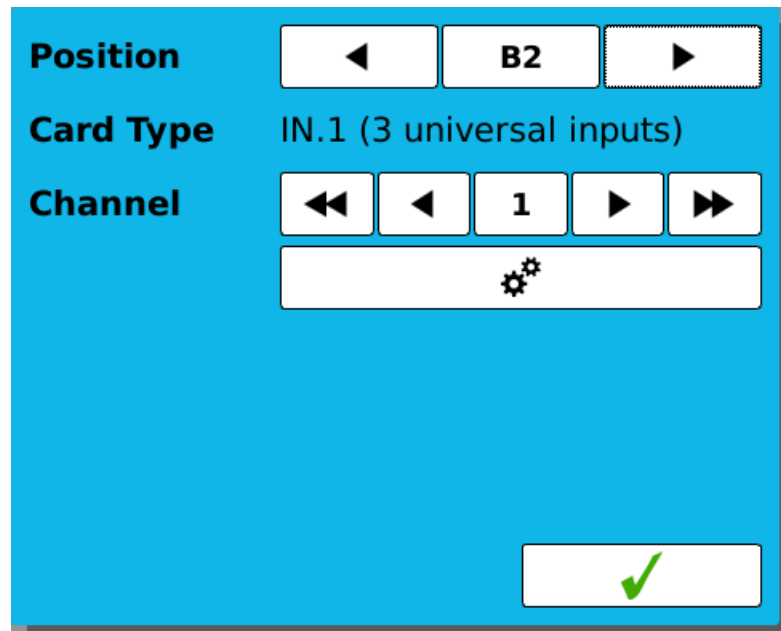 Position B2
Card Type IN.1 (3 universal inputs)
Channel 1